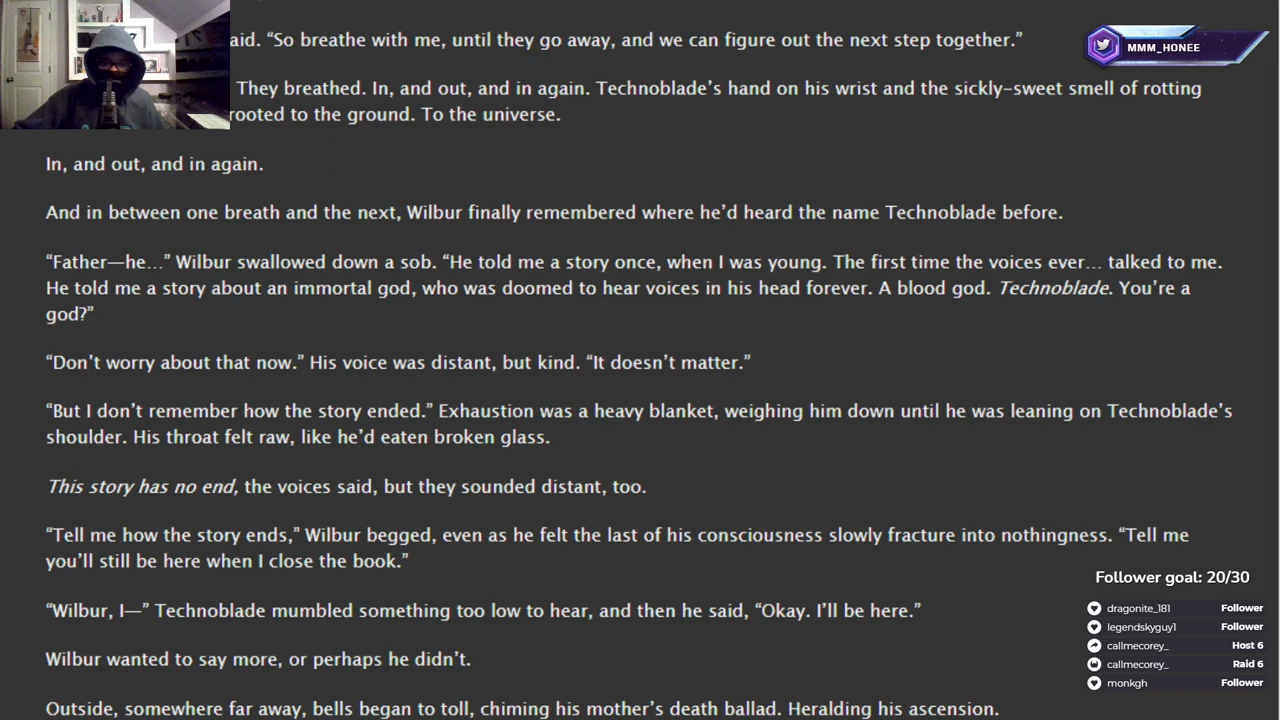 aid. “So breathe with me, until they go away, and we can figure out the next step together.”
MMM_HONEE
They breathed. In, and out, and in again. Technoblade’s hand on his wrist and the sickly-sweet smell of rotting
rooted to the ground. To the universe.
In, and out, and in again.
And in between one breath and the next, Wilbur finally remembered where he’d heard the name Technoblade before.
“Father—he…” Wilbur swallowed down a sob. “He told me a story once, when I was young. The first time the voices ever… talked to me.
He told me a story about an immortal god, who was doomed to hear voices in his head forever. A blood god. Technoblade. You’re a
god?”
“Don’t worry about that now.” His voice was distant, but kind. “It doesn’t matter.”
“But I don’t remember how the story ended.” Exhaustion was a heavy blanket, weighing him down until he was leaning on Technoblade’s
shoulder. His throat felt raw, like he’d eaten broken glass.
This story has no end, the voices said, but they sounded distant, too.
“Tell me how the story ends,” Wilbur begged, even as he felt the last of his consciousness slowly fracture into nothingness. “Tell me
you’ll still be here when I close the book.”
“Wilbur, I—” Technoblade mumbled something too low to hear, and then he said, “Okay. I’ll be here.”
Wilbur wanted to say more, or perhaps he didn’t.
Outside, somewhere far away, bells began to toll, chiming his mother’s death ballad. Heralding his ascension.
Follower goal: 20/30
dragonite_181 Follower
legendskyguy1 Follower
callmecorey_ Host 6
callmecorey_ Raid 6
monkgh Follower